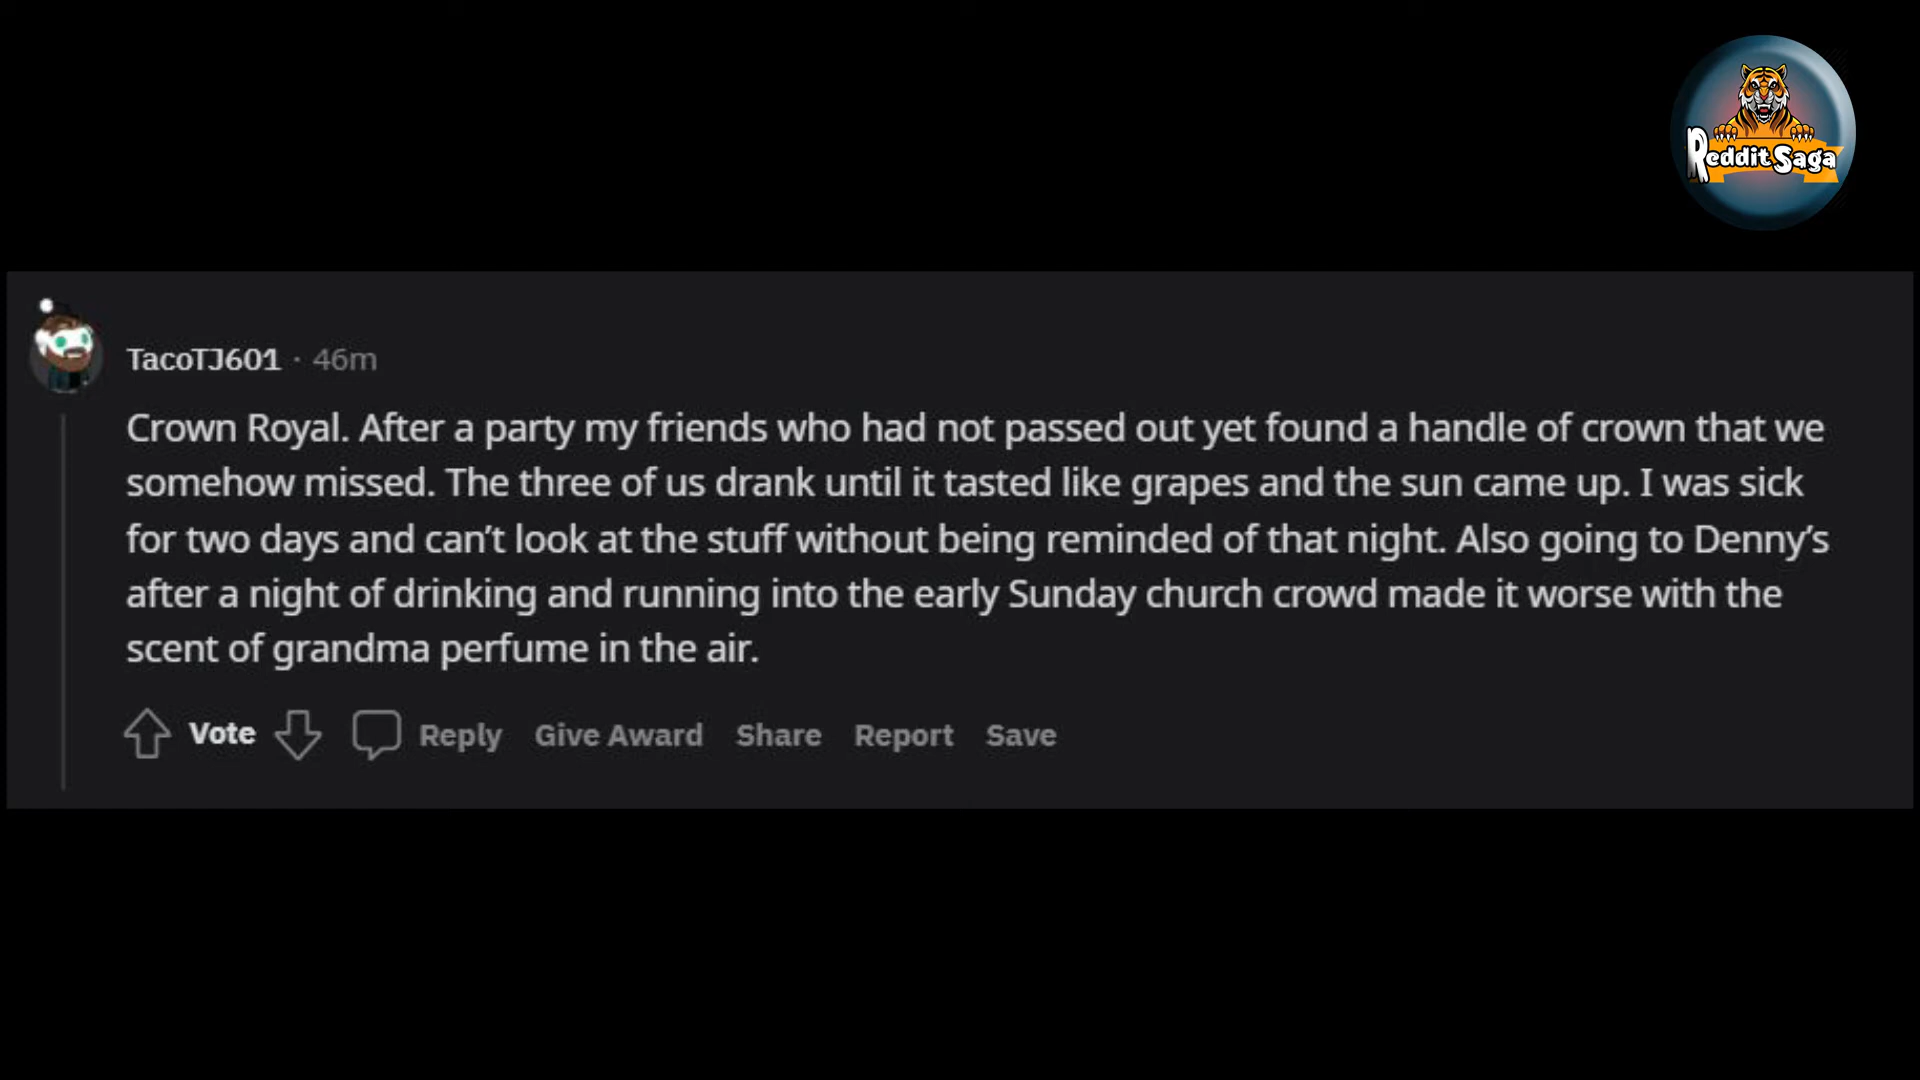 Reddit Saga
TacoTJ601 · 46m
Crown Royal. After a party my friends who had not passed out yet found a handle of crown that we
somehow missed. The three of us drank until it tasted like grapes and the sun came up. I was sick
for two days and can’t look at the stuff without being reminded of that night. Also going to Denny’s
after a night of drinking and running into the early Sunday church crowd made it worse with the
scent of grandma perfume in the air.
Vote Reply Give Award Share Report Save